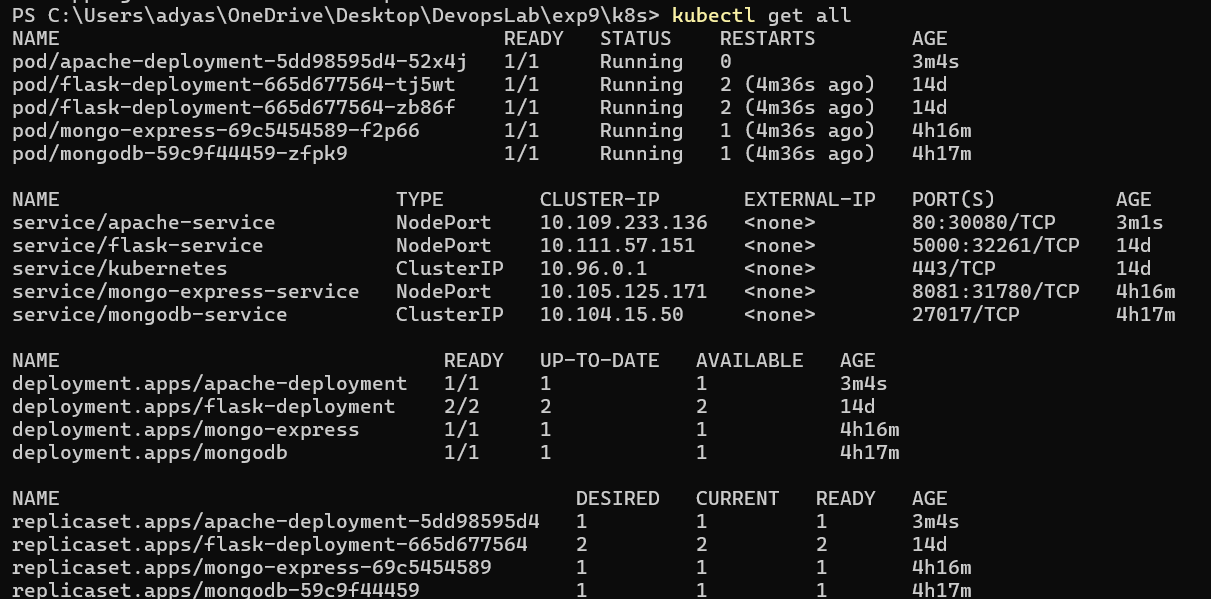 PS C:\Users\adyas\OneDrive\Desktop\DevopsLab\exp9\k8s> kubectl get all
NAME READY STATUS RESTARTS AGE
pod/apache-deployment-5dd98595d4-52x4j 1/1 Running 0 3m4s
pod/flask-deployment-665d677564-tj5wt 1/1 Running 2 (4m36s ago) 14d
pod/flask-deployment-665d677564-zb86f 1/1 Running 2 (4m36s ago) 14d
pod/mongo-express-69c5454589-f2p66 1/1 Running 1 (4m36s ago) 4h16m
pod/mongodb-59c9f44459-zfpk9 1/1 Running 1 (4m36s ago) 4h17m
NAME TYPE CLUSTER-IP EXTERNAL-IP PORT(S) AGE
service/apache-service NodePort 10.109.233.136 <none> 80:30080/TCP 3m1s
service/flask-service NodePort 10.111.57.151 <none> 5000:32261/TCP 14d
service/kubernetes ClusterIP 10.96.0.1 <none> 443/TCP 14d
service/mongo-express-service NodePort 10.105.125.171 <none> 8081:31780/TCP 4h16m
service/mongodb-service ClusterIP 10.104.15.50 <none> 27017/TCP 4h17m
NAME READY UP-TO-DATE AVAILABLE AGE
deployment.apps/apache-deployment 1/1 1 1 3m4s
deployment.apps/flask-deployment 2/2 2 2 14d
deployment.apps/mongo-express 1/1 1 1 4h16m
deployment.apps/mongodb 1/1 1 1 4h17m
NAME DESIRED CURRENT READY AGE
replicaset.apps/apache-deployment-5dd98595d4 1 1 1 3m4s
replicaset.apps/flask-deployment-665d677564 2 2 2 14d
replicaset.apps/mongo-express-69c5454589 1 1 1 4h16m
replicaset.apps/mongodb-59c9f44459 1 1 1 4h17m